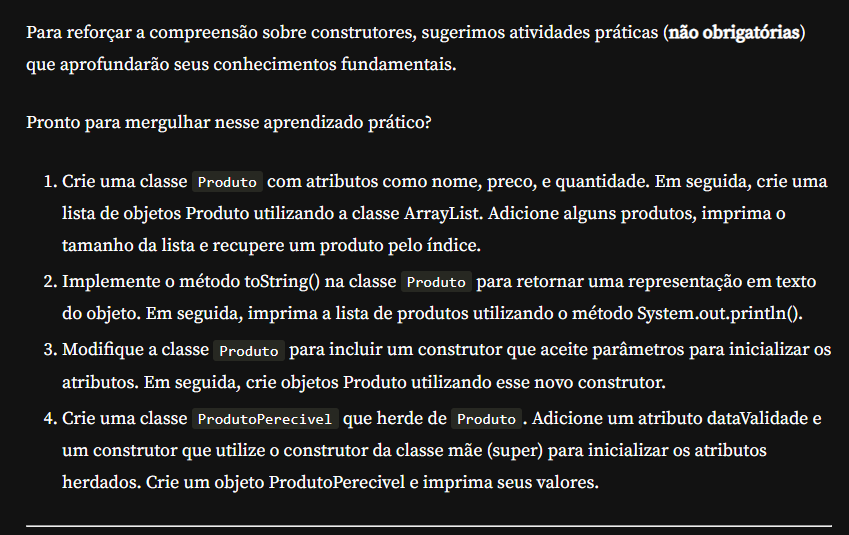 Para reforçar a compreensão sobre construtores, sugerimos atividades práticas (não obrigatórias)
que aprofundarão seus conhecimentos fundamentais.
Pronto para mergulhar nesse aprendizado prático?
1. Crie uma classe Produto com atributos como nome, preco, e quantidade. Em seguida, crie uma
lista de objetos Produto utilizando a classe ArrayList. Adicione alguns produtos, imprima o
tamanho da lista e recupere um produto pelo índice.
2. Implemente o método toString() na classe Produto para retornar uma representação em texto
do objeto. Em seguida, imprima a lista de produtos utilizando o método System.out.println().
3. Modifique a classe Produto para incluir um construtor que aceite parâmetros para inicializar os
atributos. Em seguida, crie objetos Produto utilizando esse novo construtor.
4. Crie uma classe ProdutoPerecivel que herde de Produto. Adicione um atributo dataValidade e
um construtor que utilize o construtor da classe mãe (super) para inicializar os atributos
herdados. Crie um objeto ProdutoPerecivel e imprima seus valores.